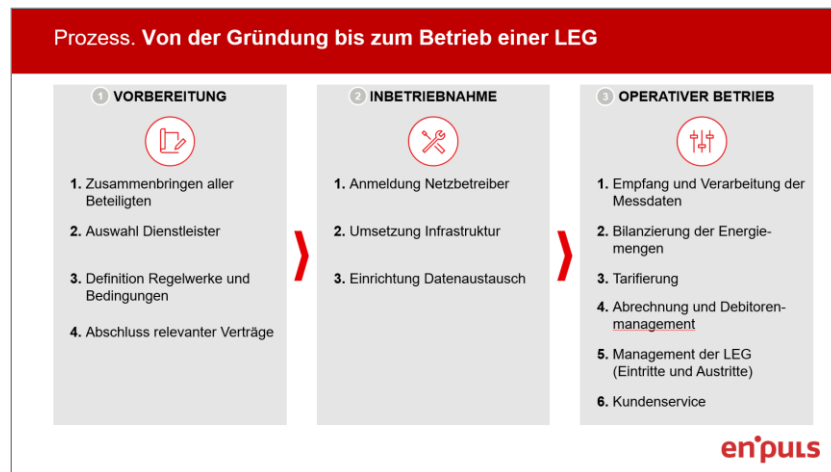 Prozess. Von der Gründung bis zum Betrieb einer LEG
1 VORBEREITUNG
1. Zusammenbringen aller
Beteiligten
2. Auswahl Dienstleister
3. Definition Regelwerke und
Bedingungen
4. Abschluss relevanter Verträge
2 INBETRIEBNAHME
1. Anmeldung Netzbetreiber
2. Umsetzung Infrastruktur
3. Einrichtung Datenaustausch
3 OPERATIVER BETRIEB
1. Empfang und Verarbeitung der
Messdaten
2. Bilanzierung der Energie-
mengen
3. Tarifierung
4. Abrechnung und Debitoren-
management
5. Management der LEG
(Eintritte und Austritte)
6. Kundenservice
en'puls